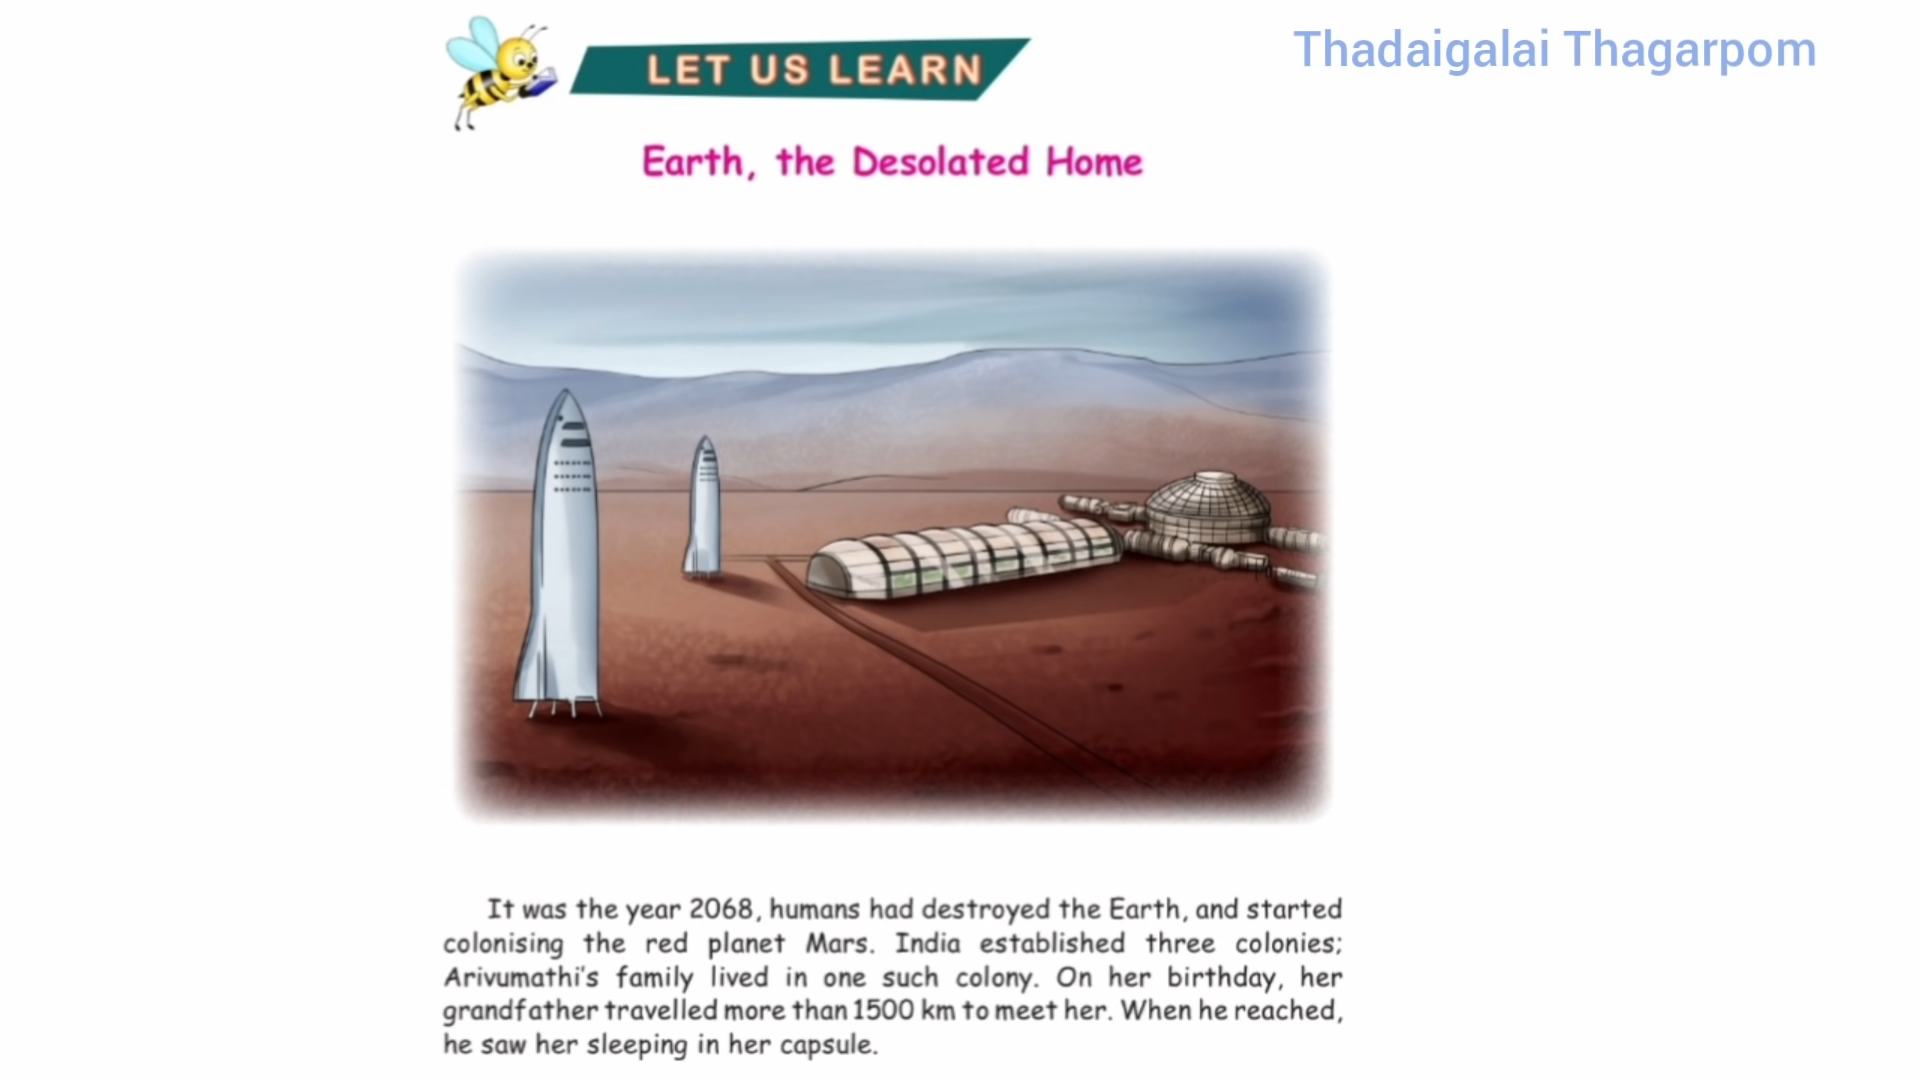 LET US LEARN
Thadaigalai Thagarpom
Earth, the Desolated Home
It was the year 2068, humans had destroyed the Earth, and started
colonising the red planet Mars. India established three colonies;
Arivumathi's family lived in one such colony. On her birthday, her
grandfather travelled more than 1500 km to meet her. When he reached,
he saw her sleeping in her capsule.